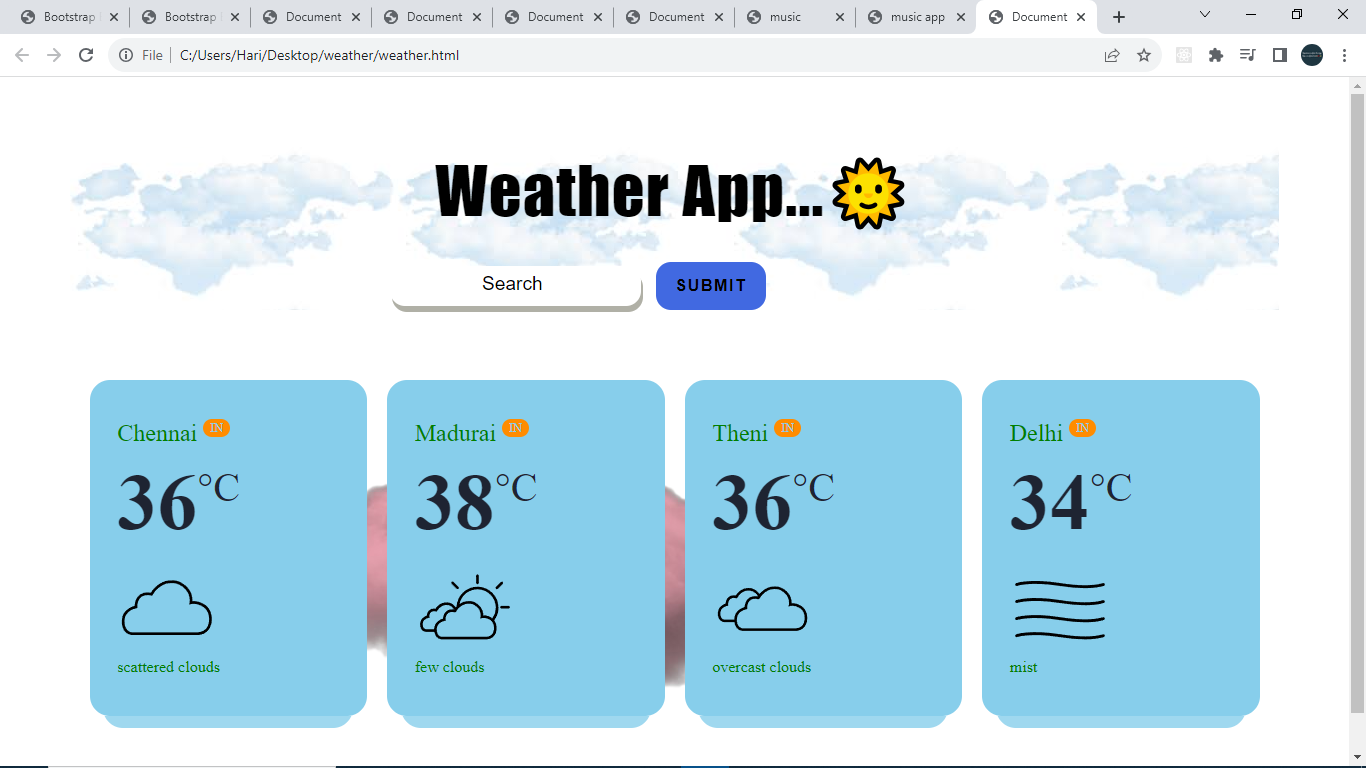 Bootstrap
Bootstrap
Document
Document
Document
Document
music
music app
Document
File
C:/Users/Hari/Desktop/weather/weather.html
Weather App...
Search
SUBMIT
Chennai IN
36°C
scattered clouds
Madurai IN
38°C
few clouds
Theni IN
36°C
overcast clouds
Delhi IN
34°C
mist